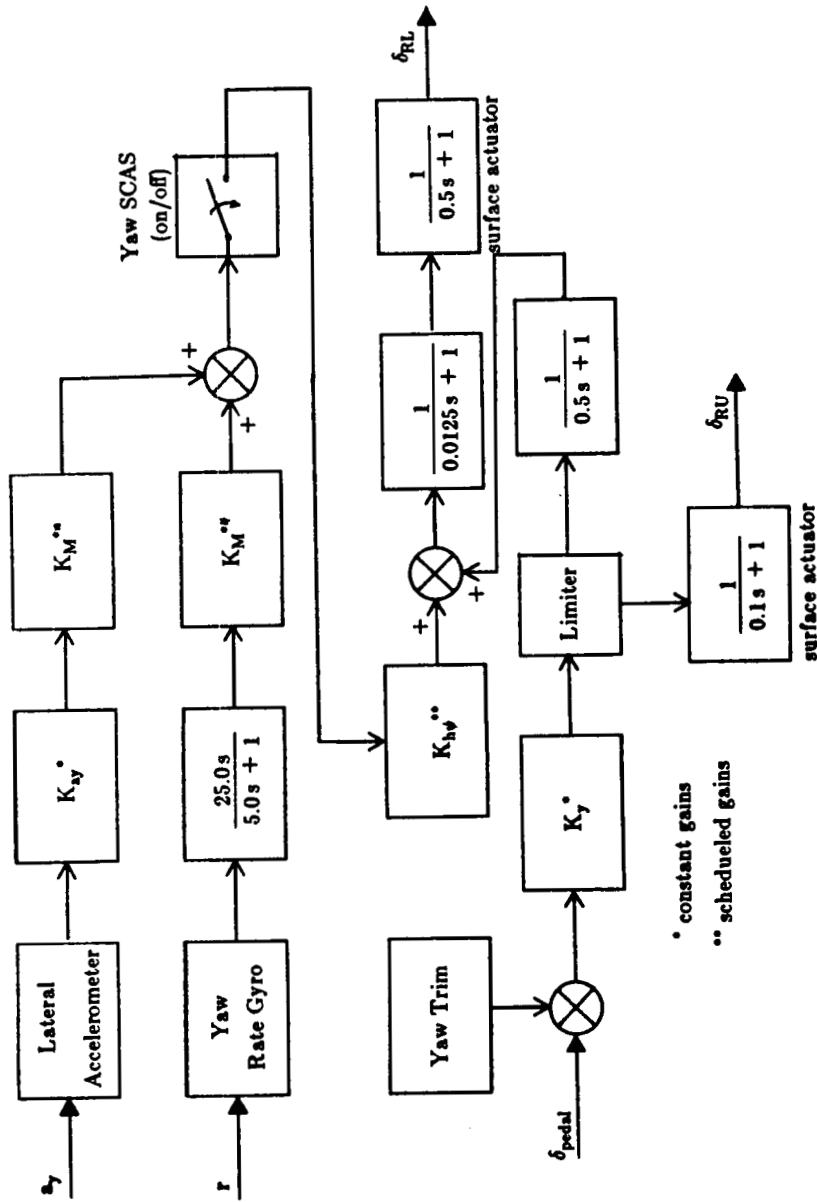 a_y
Lateral
Accelerometer
K_ay*
K_M**
+
Yaw SCAS
(on/off)
r
Yaw
Rate Gyro
25.0s
5.0s + 1
K_M**
+
K_hψ**
+
+
1
0.0125s + 1
1
0.5s + 1
surface actuator
δ_RL
Yaw Trim
δ_pedal
K_y*
Limiter
1
0.5s + 1
1
0.1s + 1
surface actuator
δ_RU
* constant gains
** schedueled gains